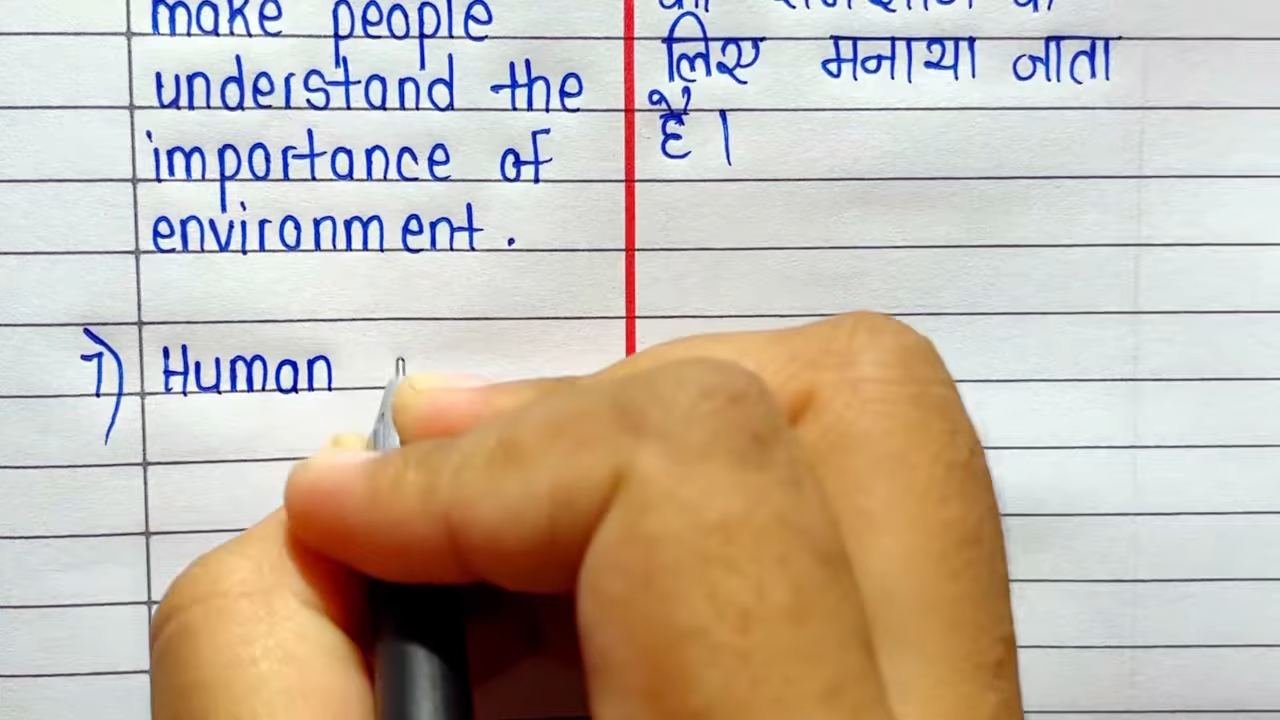 make people
understand the
importance of
environment.
लिए मनाया जाता
है।
7) Human